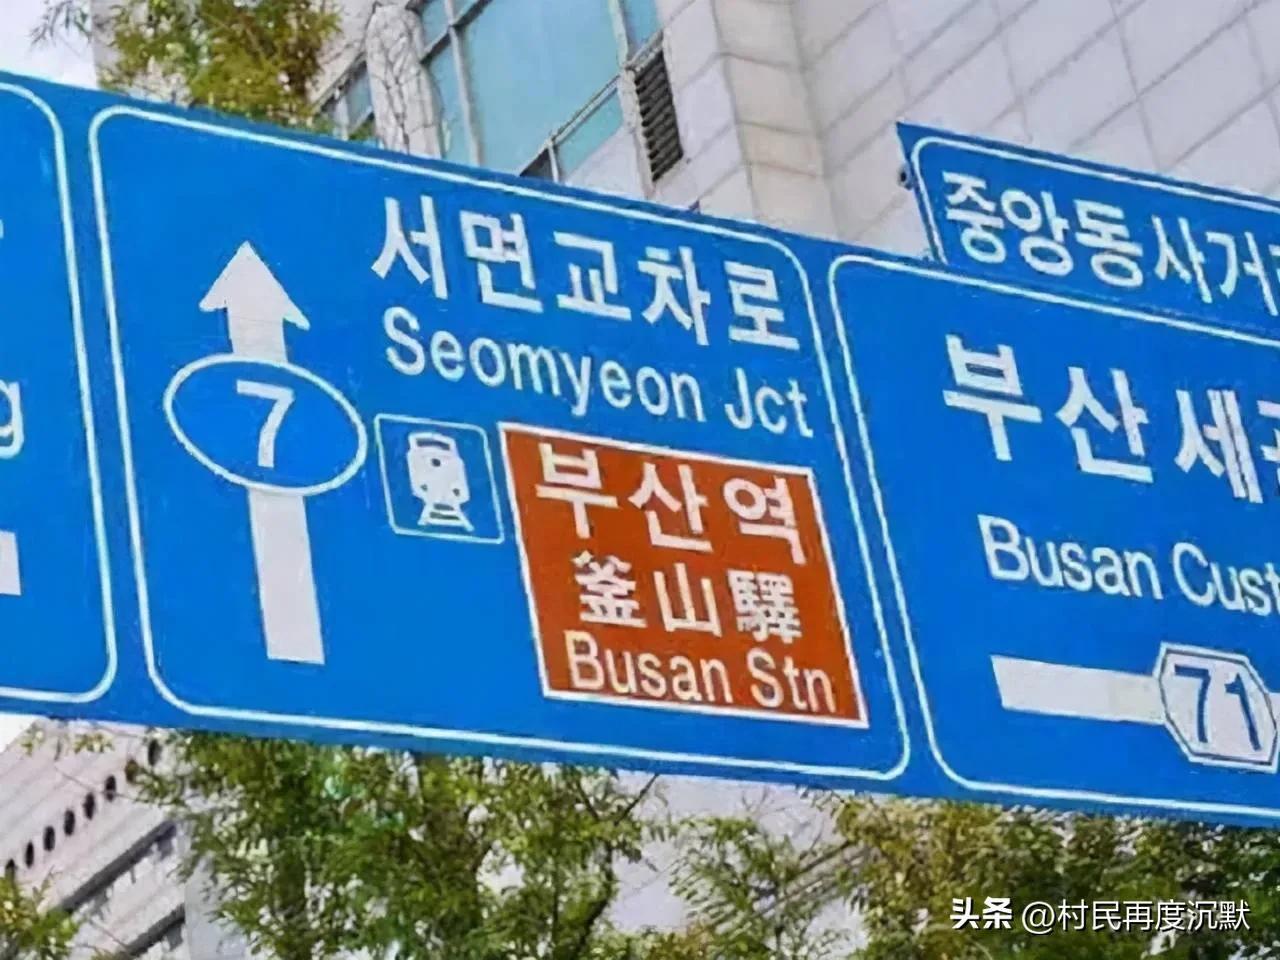 서면교차로
Seomyeon Jct
7
부산역
釜山驛
Busan Stn
중앙동사거
부산세
Busan Cust
71
g
头条 @村民再度沉默